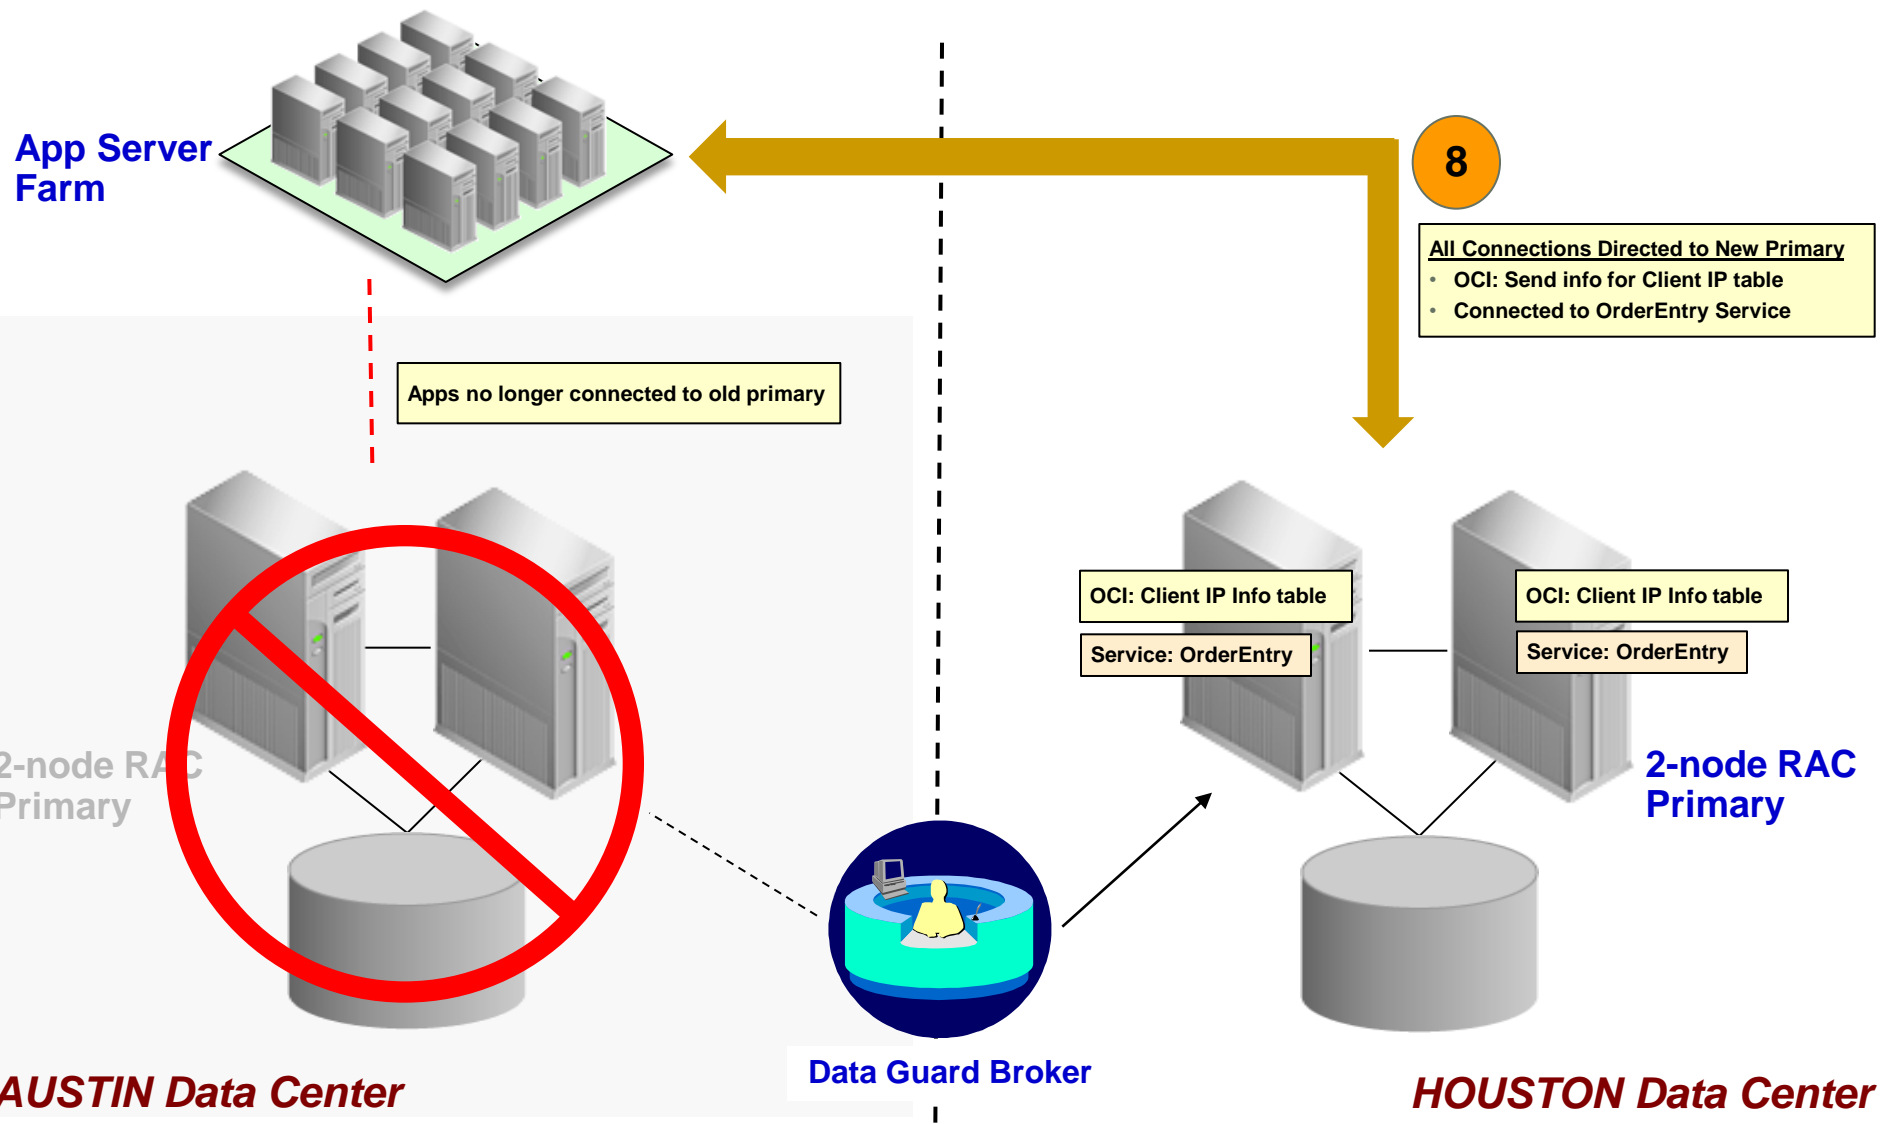 App Server
Farm
8
All Connections Directed to New Primary
• OCI: Send info for Client IP table
• Connected to OrderEntry Service
Apps no longer connected to old primary
OCI: Client IP Info table
Service: OrderEntry
OCI: Client IP Info table
Service: OrderEntry
2-node RAC
Primary
2-node RAC
Primary
Data Guard Broker
AUSTIN Data Center
HOUSTON Data Center